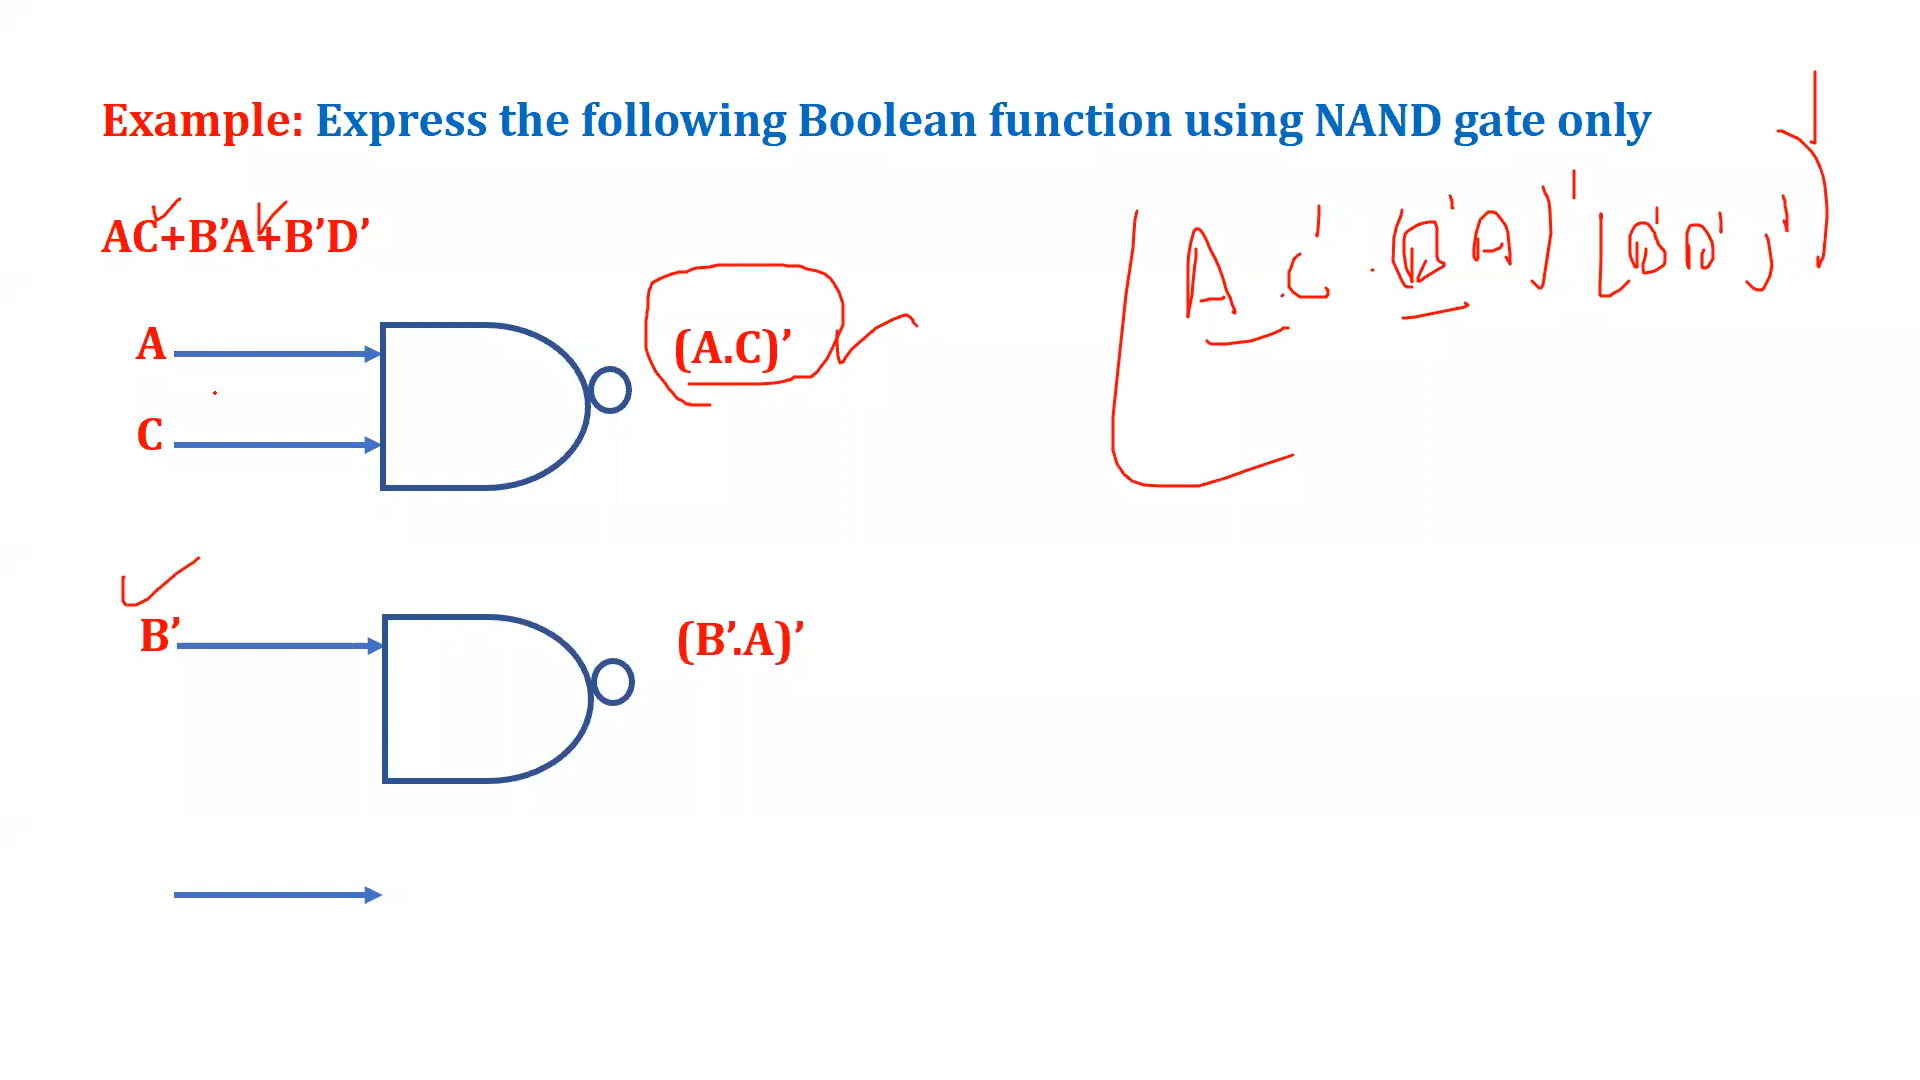 Example: Express the following Boolean function using NAND gate only
AC+B’A+B’D’
[A.C' . (B'A)' [B'D']')'
A
(A.C)’
C
B’
(B’.A)’